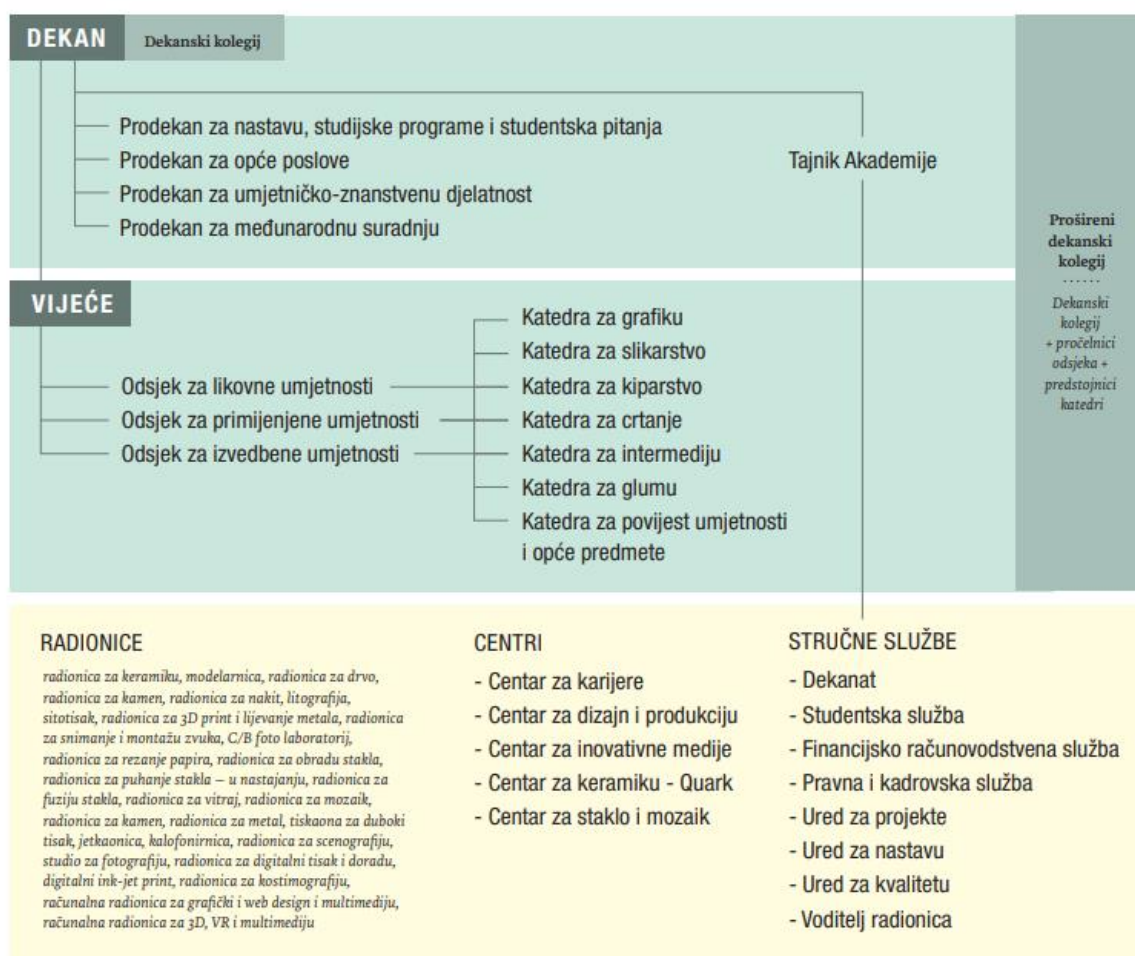 DEKAN
Dekanski kolegij
Prodekan za nastavu, studijske programe i studentska pitanja
Prodekan za opće poslove
Prodekan za umjetničko-znanstvenu djelatnost
Prodekan za međunarodnu suradnju
Tajnik Akademije
Prošireni
dekanski
kolegij
......
Dekanski
kolegij
+ pročelnici
odsjeka +
predstojnici
katedri
VIJEĆE
Odsjek za likovne umjetnosti
Odsjek za primijenjene umjetnosti
Odsjek za izvedbene umjetnosti
Katedra za grafiku
Katedra za slikarstvo
Katedra za kiparstvo
Katedra za crtanje
Katedra za intermediju
Katedra za glumu
Katedra za povijest umjetnosti
i opće predmete
RADIONICE
radionica za keramiku, modelarnica, radionica za drvo,
radionica za kamen, radionica za nakit, litografija,
sitotisak, radionica za 3D print i lijevanje metala, radionica
za snimanje i montažu zvuka, C/B foto laboratorij,
radionica za rezanje papira, radionica za obradu stakla,
radionica za puhanje stakla – u nastajanju, radionica za
fuziju stakla, radionica za vitraj, radionica za mozaik,
radionica za kamen, radionica za metal, tiskaona za duboki
tisak, jetkaonica, kalofonirnica, radionica za scenografiju,
studio za fotografiju, radionica za digitalni tisak i doradu,
digitalni ink-jet print, radionica za kostimografiju,
računalna radionica za grafički i web design i multimediju,
računalna radionica za 3D, VR i multimediju
CENTRI
- Centar za karijere
- Centar za dizajn i produkciju
- Centar za inovativne medije
- Centar za keramiku - Quark
- Centar za staklo i mozaik
STRUČNE SLUŽBE
- Dekanat
- Studentska služba
- Financijsko računovodstvena služba
- Pravna i kadrovska služba
- Ured za projekte
- Ured za nastavu
- Ured za kvalitetu
- Voditelj radionica